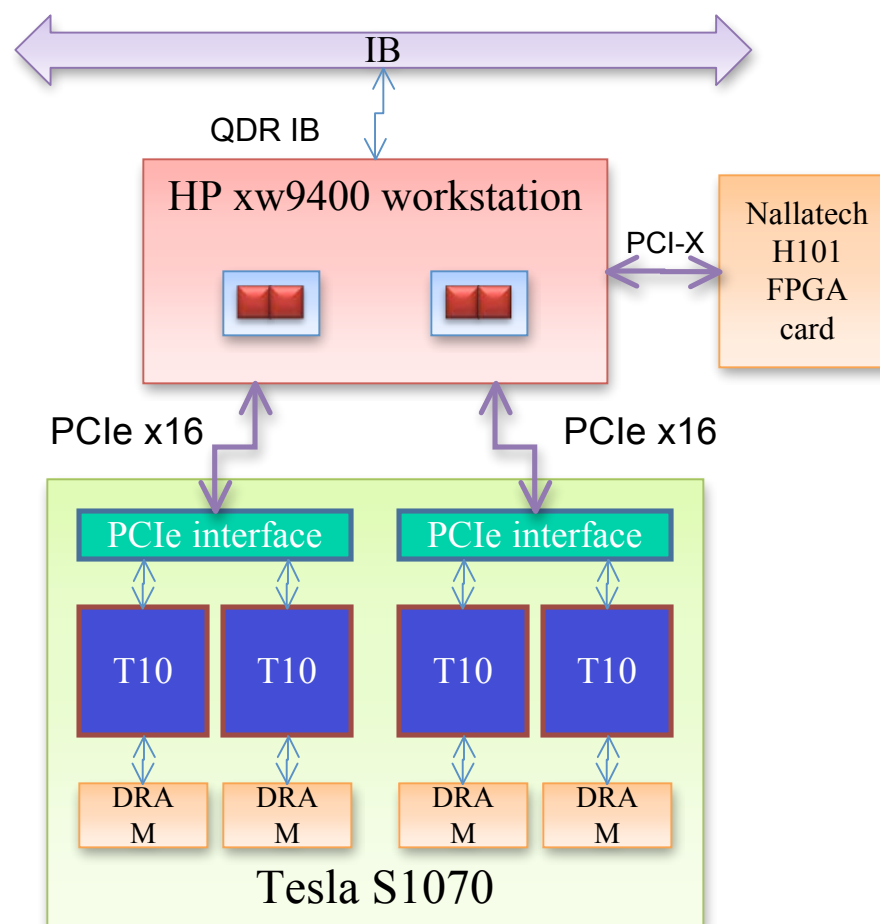 IB
QDR IB
HP xw9400 workstation
PCI-X
Nallatech
H101
FPGA
card
PCIe x16
PCIe x16
PCIe interface
PCIe interface
T10
T10
T10
T10
DRA
M
DRA
M
DRA
M
DRA
M
Tesla S1070